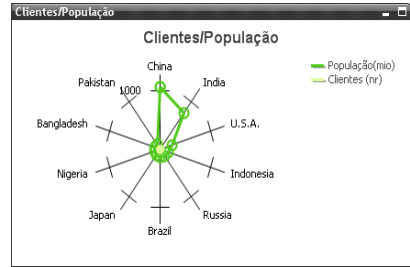 Clientes/População
Clientes/População
China
Pakistan
1000
India
População(mio)
Clientes (nr)
Bangladesh
U.S.A.
Nigeria
Indonesia
Japan
Russia
Brazil